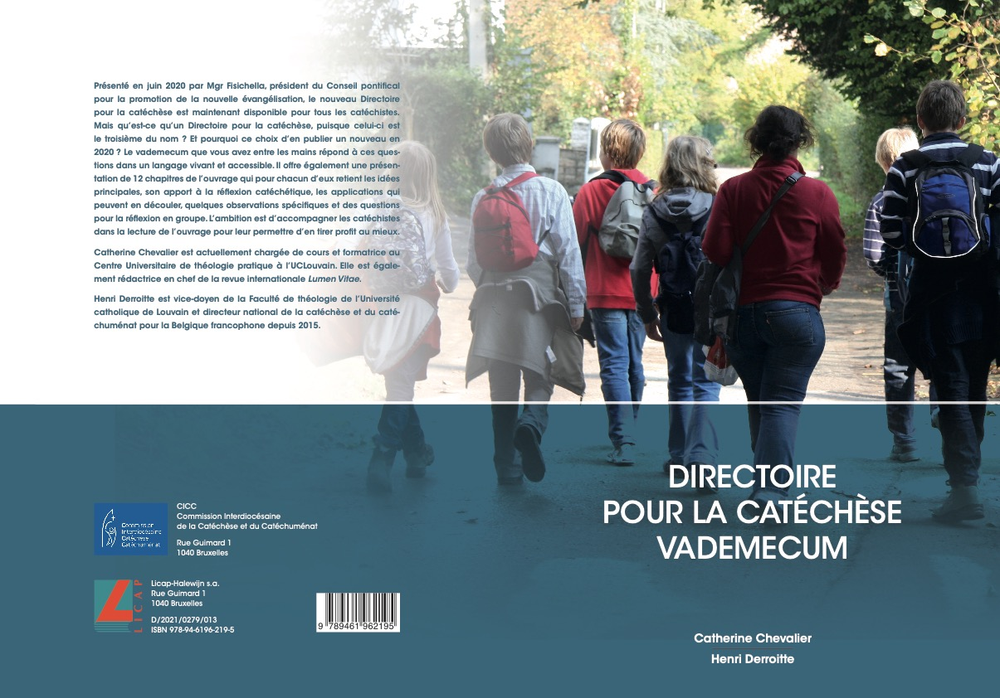 Présenté en juin 2020 par Mgr Fisichella, président du Conseil pontifical
pour la promotion de la nouvelle évangélisation, le nouveau Directoire
pour la catéchèse est maintenant disponible pour tous les catéchistes.
Mais qu'est-ce qu'un Directoire pour la catéchèse, puisque celui-ci est
le troisième du nom ? Et pourquoi ce choix d'en publier un nouveau en
2020 ? Le vademecum que vous avez entre les mains répond à ces ques-
tions dans un langage vivant et accessible. Il offre également une présen-
tation de 12 chapitres de l'ouvrage qui pour chacun d'eux retient les idées
principales, son apport à la réflexion catéchétique, les applications qui
peuvent en découler, quelques observations spécifiques et des questions
pour la réflexion en groupe. L'ambition est d'accompagner les catéchistes
dans la lecture de l'ouvrage pour leur permettre d'en tirer profit au mieux.
Catherine Chevalier est actuellement chargée de cours et formatrice au
Centre Universitaire de théologie pratique à l'UCLouvain. Elle est égale-
ment rédactrice en chef de la revue internationale Lumen Vitae.
Henri Derroitte est vice-doyen de la Faculté de théologie de l'Université
catholique de Louvain et directeur national de la catéchèse et du caté-
chuménat pour la Belgique francophone depuis 2015.
Commission
Interdiocésaine
Catéchèse
Catéchuménat
CICC
Commission Interdiocésaine
de la Catéchèse et du Catéchuménat
Rue Guimard 1
1040 Bruxelles
LICAP
Licap-Halewijn s.a.
Rue Guimard 1
1040 Bruxelles
D/2021/0279/013
ISBN 978-94-6196-219-5
9 789461 962195
DIRECTOIRE
POUR LA CATÉCHÈSE
VADEMECUM
Catherine Chevalier
Henri Derroitte